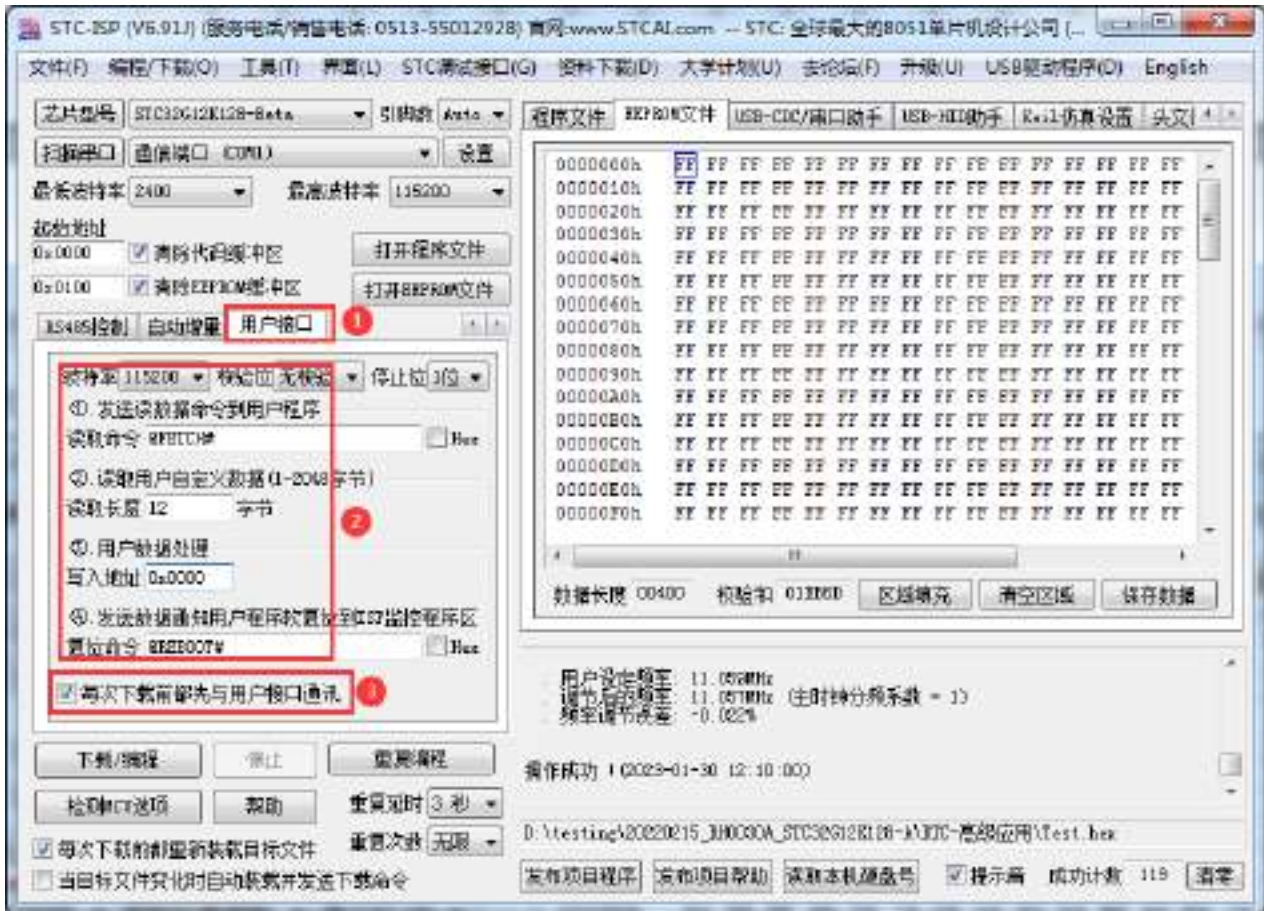 STC-ISP (V6.91J) (服务电话/销售电话: 0513-55012928) 官网:www.STCAI.com -- STC: 全球最大的8051单片机设计公司 (...
文件(F) 编程/下载(O) 工具(T) 界面(L) STC调试接口(G) 资料下载(D) 大学计划(U) 去论坛(F) 升级(U) USB驱动程序(O) English
芯片型号 STC32G12K128-Beta 引脚数 Auto
扫描串口 通信端口 (COM1) 设置
最低波特率 2400 最高波特率 115200
起始地址
0x0000 清除代码缓冲区 打开程序文件
0x0100 清除EEPROM缓冲区 打开EEPROM文件
RS485控制 自动增量 用户接口 1
波特率 115200 校验位 无校验 停止位 1位
①. 发送读数据命令到用户程序
读取命令 Hex
②. 读取用户自定义数据(1-2048字节)
读取长度 12 字节
2
③. 用户数据处理
写入地址 0x0000
④. 发送数据通知用户程序软复位到ISP监控程序区
复位命令 @REBOOT# Hex
每次下载前都先与用户接口通讯 3
下载/编程 停止 重复编程
检测MCU选项 帮助 重复延时 3 秒
重复次数 无限
每次下载前都重新装载目标文件
当目标文件变化时自动装载并发送下载命令
程序文件 EEPROM文件 USB-CDC/串口助手 USB-HID助手 Keil仿真设置 头文
0000000h FF FF FF FF FF FF FF FF FF FF FF FF FF FF FF FF
0000010h FF FF FF FF FF FF FF FF FF FF FF FF FF FF FF FF
0000020h FF FF FF FF FF FF FF FF FF FF FF FF FF FF FF FF
0000030h FF FF FF FF FF FF FF FF FF FF FF FF FF FF FF FF
0000040h FF FF FF FF FF FF FF FF FF FF FF FF FF FF FF FF
0000050h FF FF FF FF FF FF FF FF FF FF FF FF FF FF FF FF
0000060h FF FF FF FF FF FF FF FF FF FF FF FF FF FF FF FF
0000070h FF FF FF FF FF FF FF FF FF FF FF FF FF FF FF FF
0000080h FF FF FF FF FF FF FF FF FF FF FF FF FF FF FF FF
0000090h FF FF FF FF FF FF FF FF FF FF FF FF FF FF FF FF
00000A0h FF FF FF FF FF FF FF FF FF FF FF FF FF FF FF FF
00000B0h FF FF FF FF FF FF FF FF FF FF FF FF FF FF FF FF
00000C0h FF FF FF FF FF FF FF FF FF FF FF FF FF FF FF FF
00000D0h FF FF FF FF FF FF FF FF FF FF FF FF FF FF FF FF
00000E0h FF FF FF FF FF FF FF FF FF FF FF FF FF FF FF FF
00000F0h FF FF FF FF FF FF FF FF FF FF FF FF FF FF FF FF
数据长度 00400 校验和 区域填充 清空区域 保存数据
. 用户设定频率: 11.059MHz
. 调节后的频率: 11.057MHz (主时钟分频系数 = 1)
. 频率调节误差: -0.022%
操作成功 !(2023-01-30 12:10:00)
发布项目程序 发布项目帮助 读取本机硬盘号 提示音 成功计数 119 清零